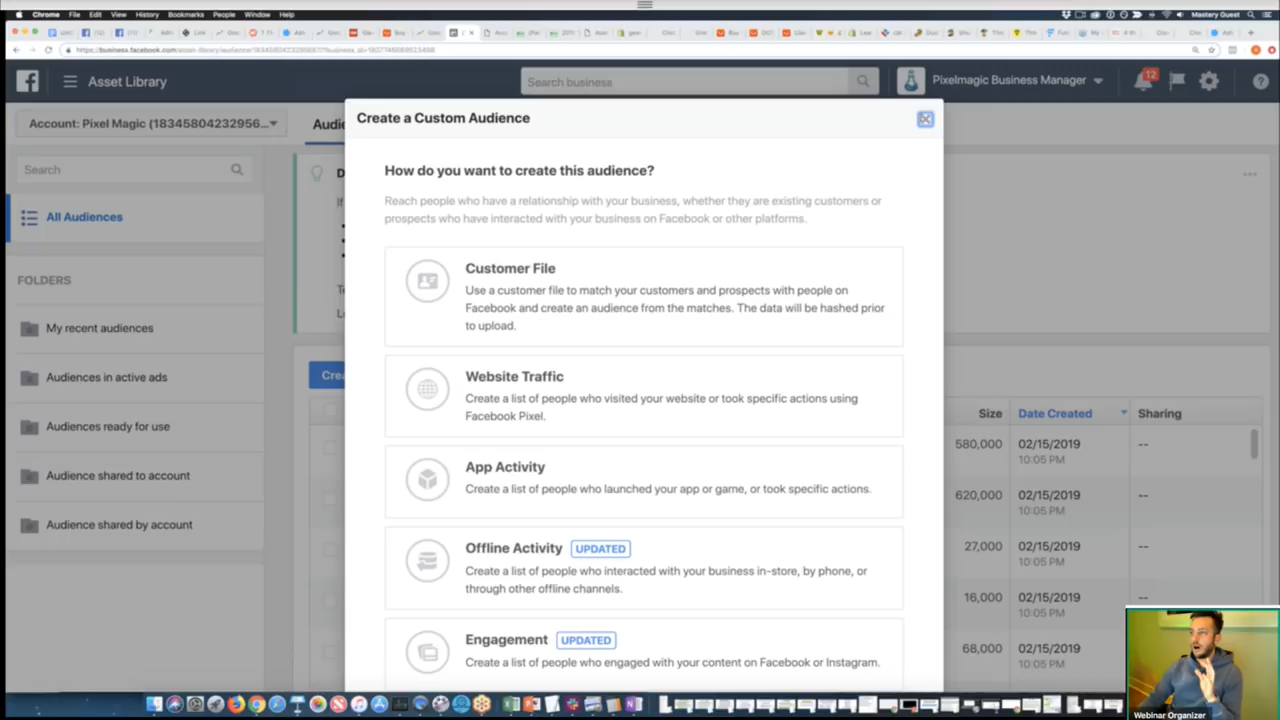 Chrome File Edit View History Bookmarks People Window Help
Mastery Guest
Asset Library
Search business
Pixelmagic Business Manager
12
Account: Pixel Magic (18345804232956...
Search
All Audiences
FOLDERS
My recent audiences
Audiences in active ads
Audiences ready for use
Audience shared to account
Audience shared by account
Create a Custom Audience
How do you want to create this audience?
Reach people who have a relationship with your business, whether they are existing customers or
prospects who have interacted with your business on Facebook or other platforms.
Customer File
Use a customer file to match your customers and prospects with people on
Facebook and create an audience from the matches. The data will be hashed prior
to upload.
Website Traffic
Create a list of people who visited your website or took specific actions using
Facebook Pixel.
App Activity
Create a list of people who launched your app or game, or took specific actions.
Offline Activity UPDATED
Create a list of people who interacted with your business in-store, by phone, or
through other offline channels.
Engagement UPDATED
Create a list of people who engaged with your content on Facebook or Instagram.
Size Date Created Sharing
580,000 02/15/2019 --
10:05 PM
620,000 02/15/2019 --
10:05 PM
27,000 02/15/2019 --
10:05 PM
16,000 02/15/2019 --
10:05 PM
68,000 02/15/2019
10:05 PM
Webinar Organizer